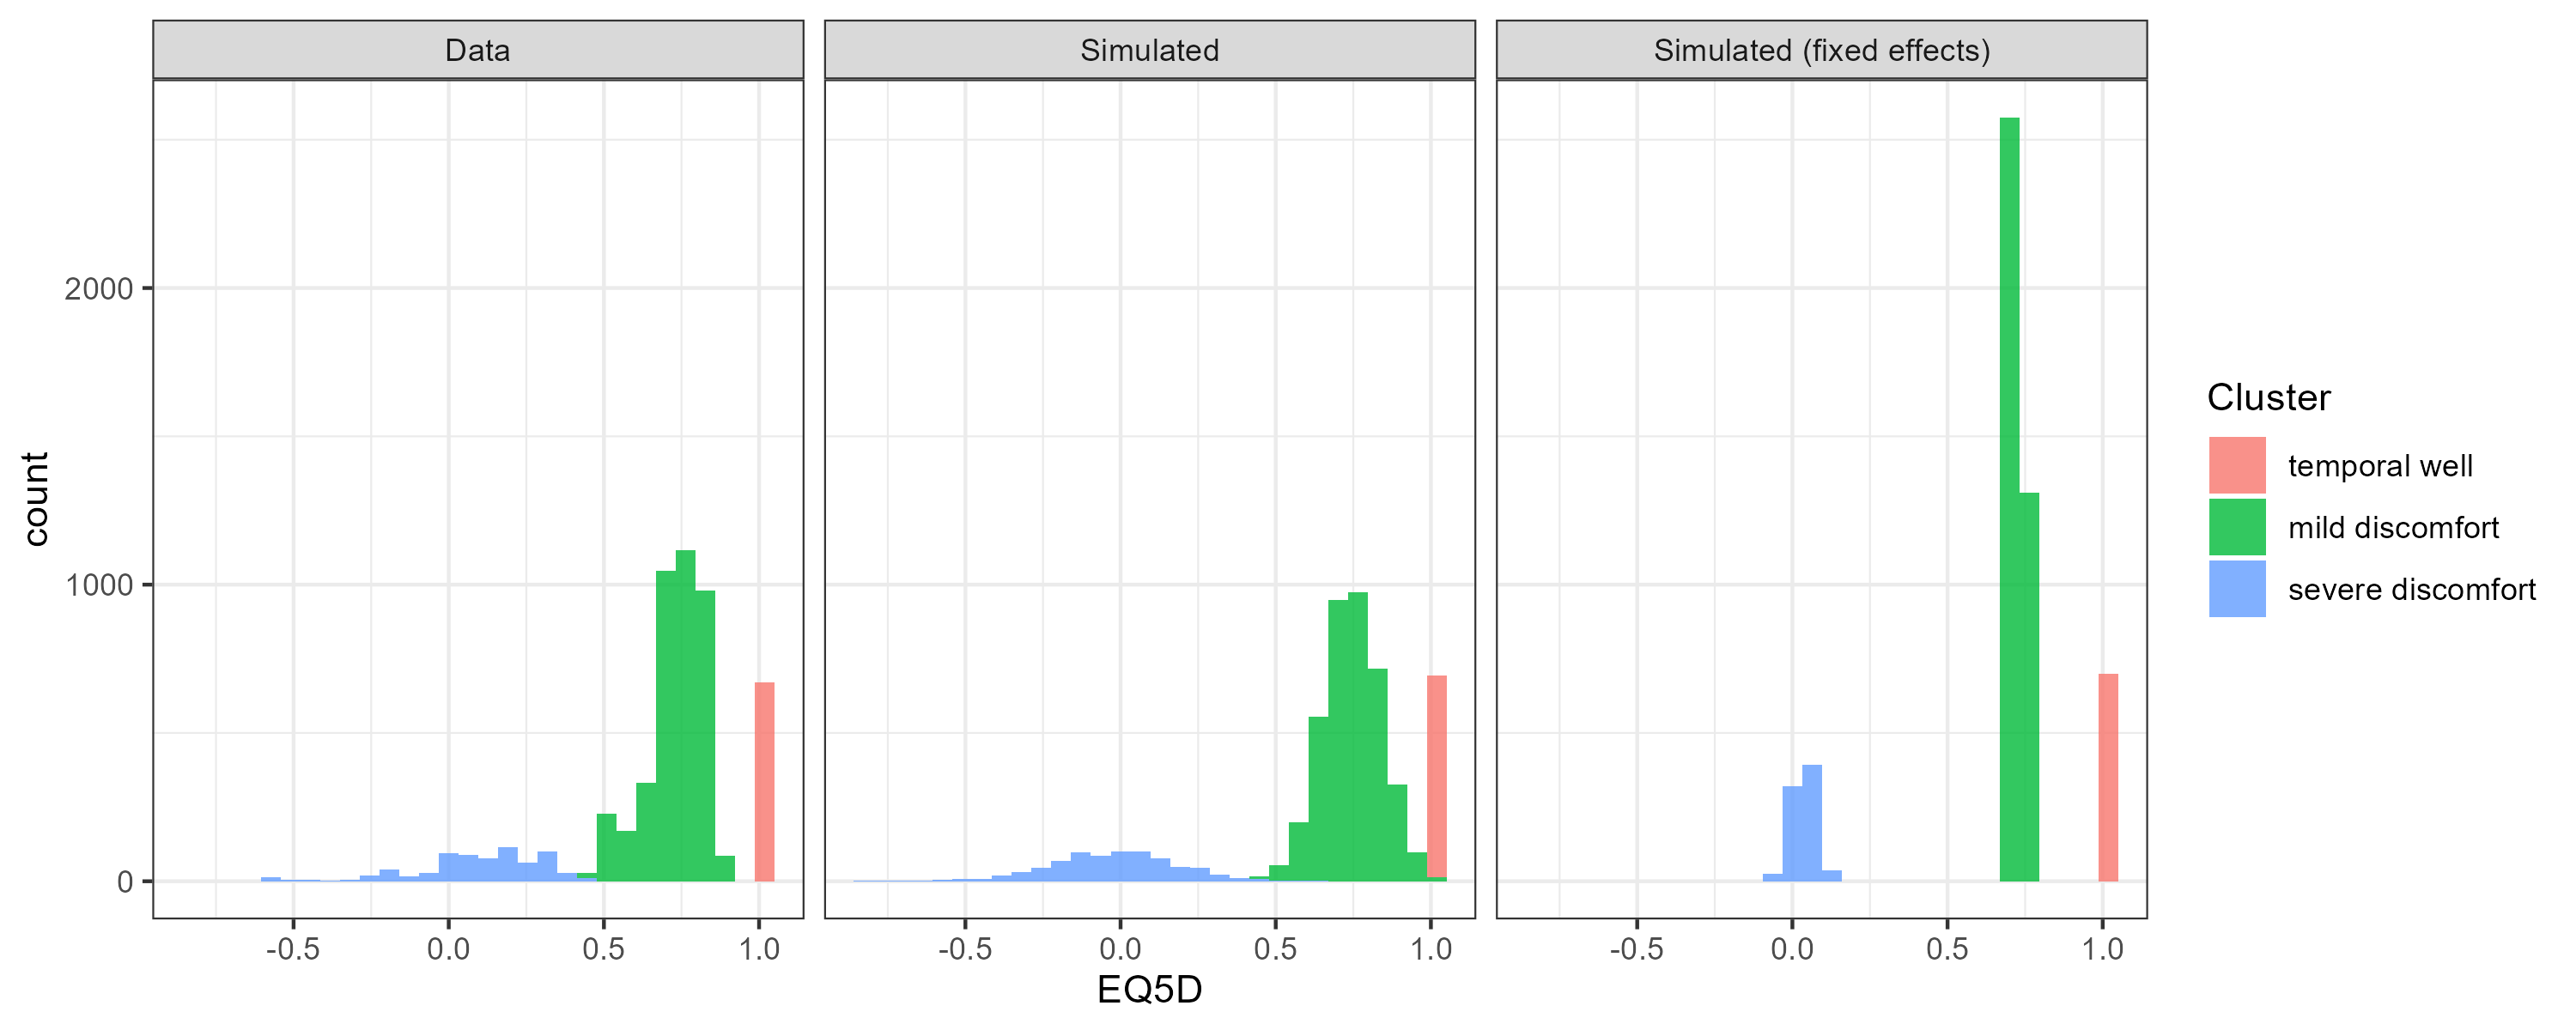 Data
Simulated
Simulated (fixed effects)
count
2000
1000
0
-0.5 0.0 0.5 1.0
-0.5 0.0 0.5 1.0
-0.5 0.0 0.5 1.0
EQ5D
Cluster
temporal well
mild discomfort
severe discomfort